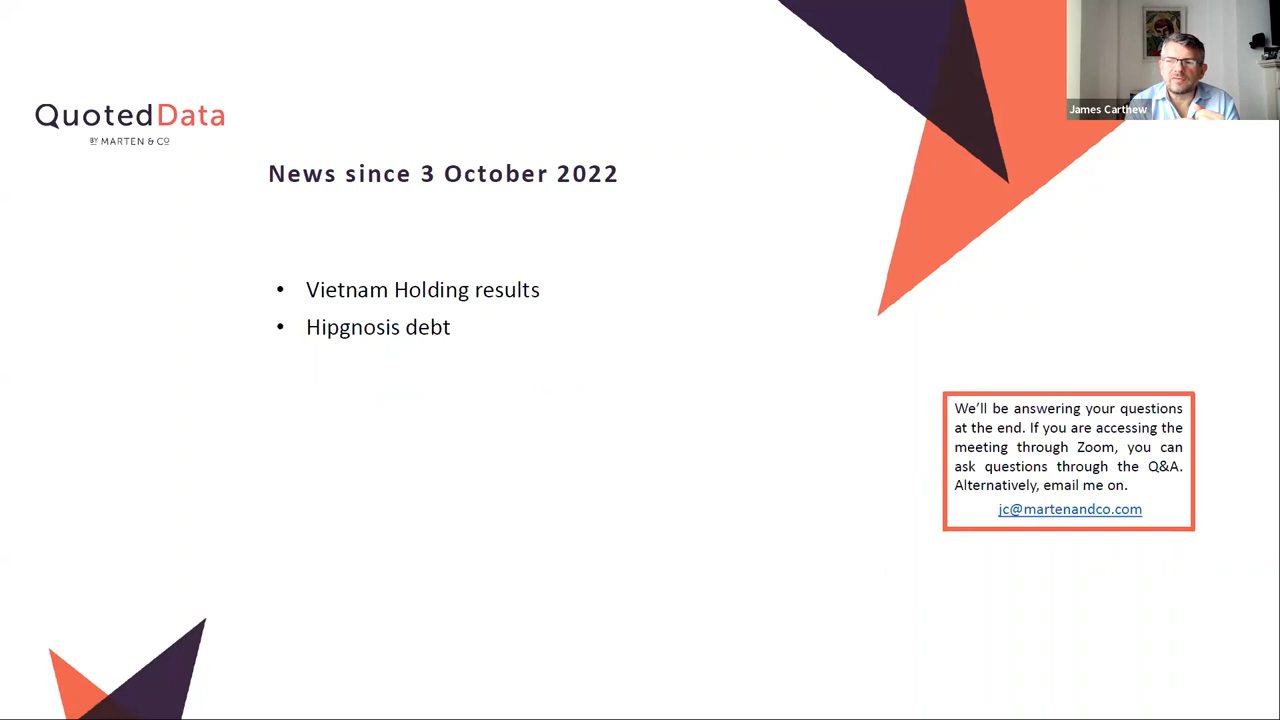 James Carthew
QuotedData
BY MARTEN & CO
News since 3 October 2022
• Vietnam Holding results
• Hipgnosis debt
We’ll be answering your questions
at the end. If you are accessing the
meeting through Zoom, you can
ask questions through the Q&A.
Alternatively, email me on.
jc@martenandco.com